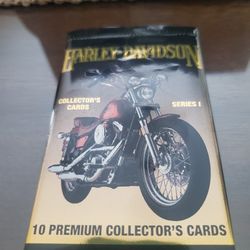 HARLEY-DAVIDSON
COLLECTOR'S
CARDS
SERIES I
10 PREMIUM COLLECTOR'S CARDS